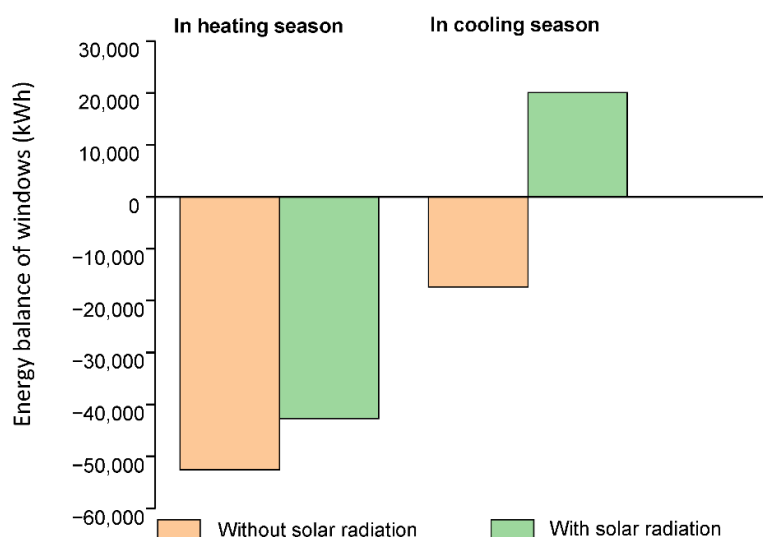 In heating season
In cooling season
30,000
20,000
10,000
0
−10,000
−20,000
−30,000
−40,000
−50,000
−60,000
Energy balance of windows (kWh)
Without solar radiation
With solar radiation